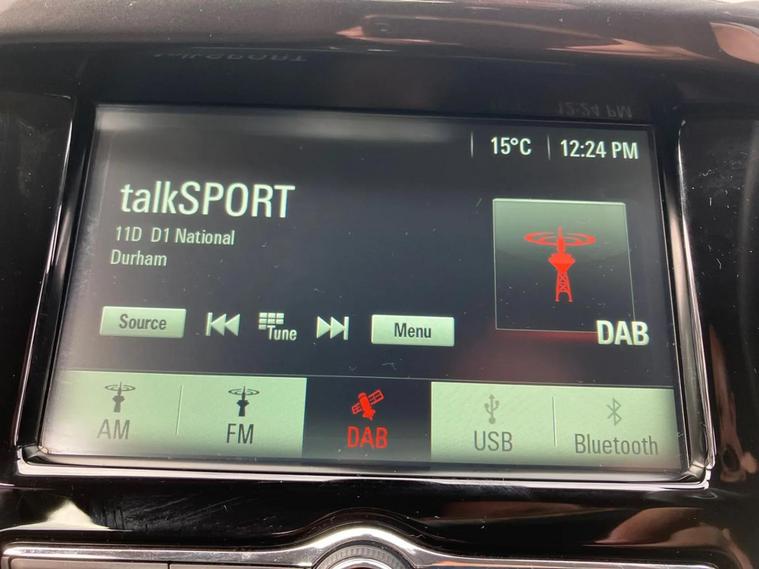 15°C 12:24 PM
talkSPORT
11D D1 National
Durham
Source
Tune
Menu
DAB
AM
FM
DAB
USB
Bluetooth